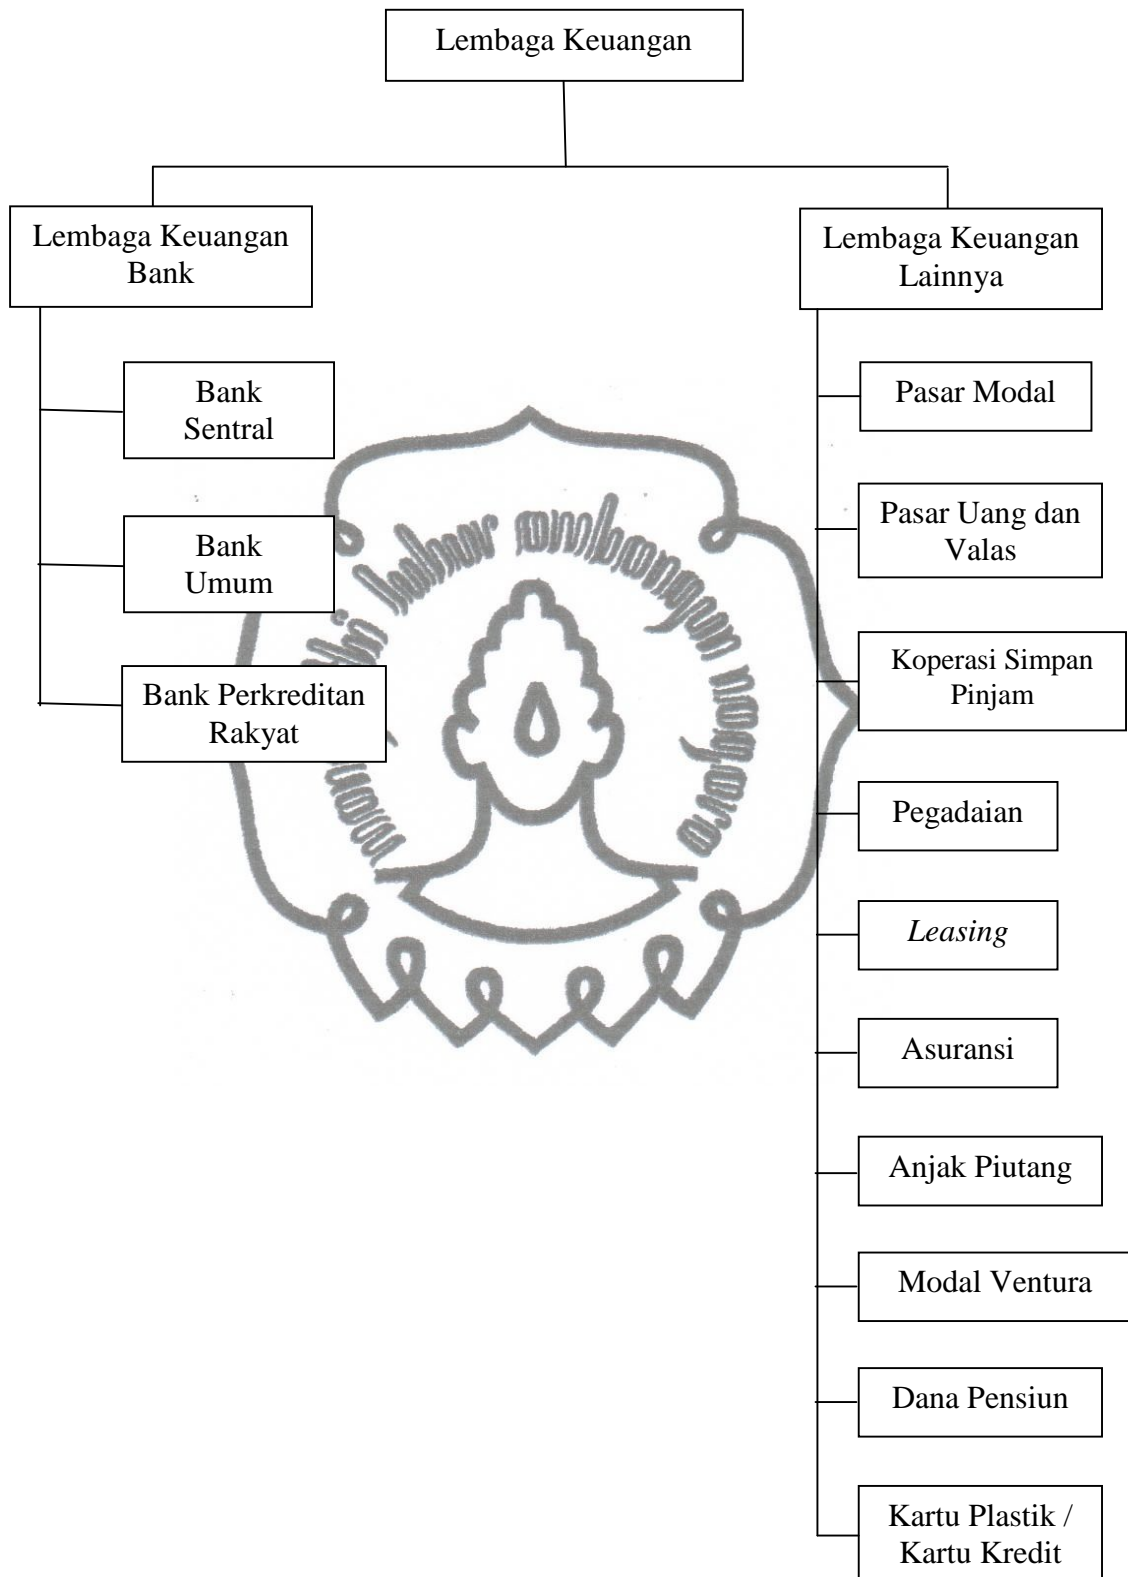 Lembaga Keuangan
Lembaga Keuangan
Bank
Bank
Sentral
Bank
Umum
Bank Perkreditan
Rakyat
Lembaga Keuangan
Lainnya
Pasar Modal
Pasar Uang dan
Valas
Koperasi Simpan
Pinjam
Pegadaian
Leasing
Asuransi
Anjak Piutang
Modal Ventura
Dana Pensiun
Kartu Plastik /
Kartu Kredit